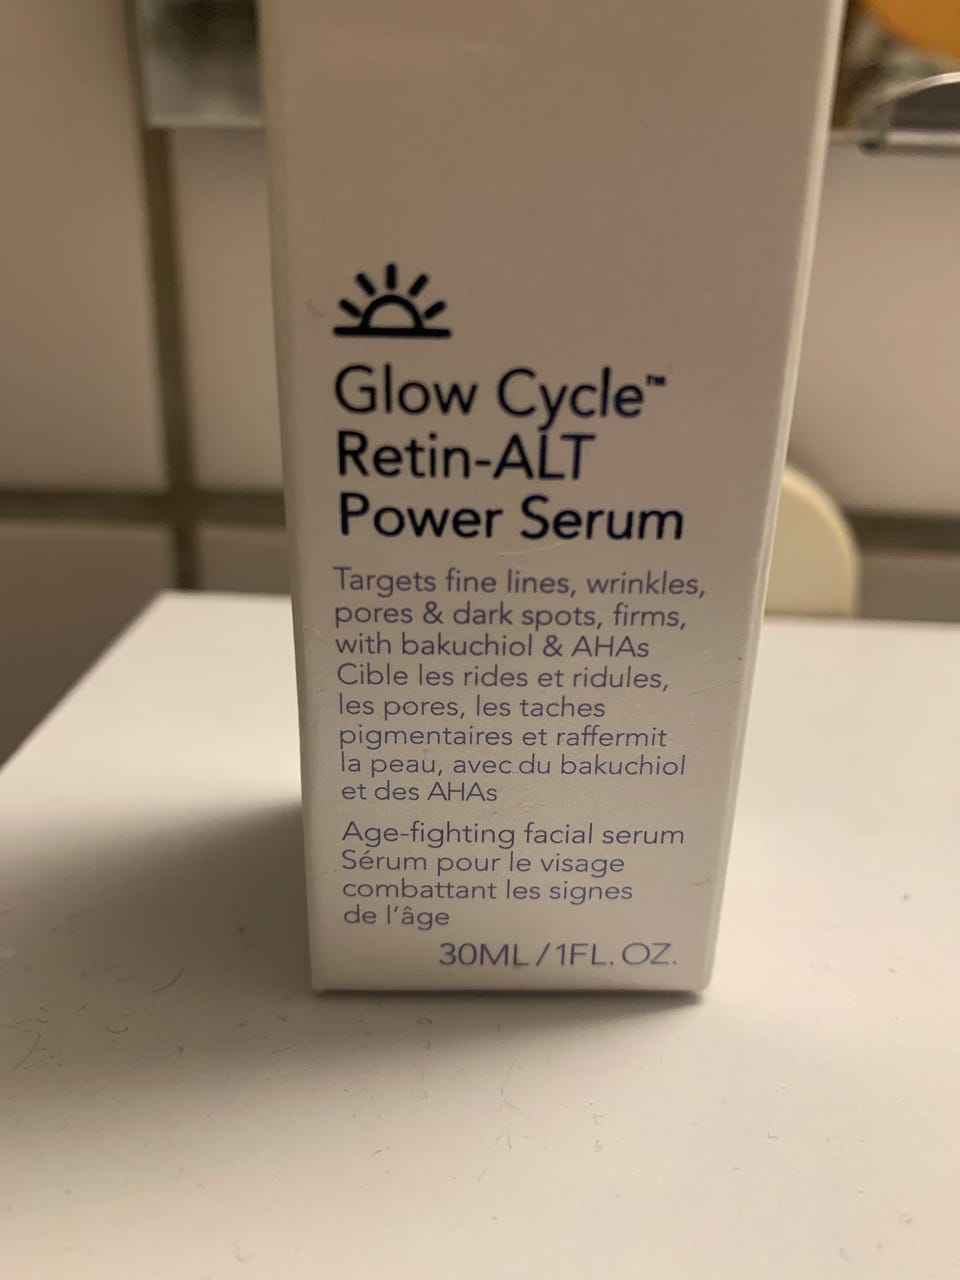 Glow Cycle™
Retin-ALT
Power Serum
Targets fine lines, wrinkles,
pores & dark spots, firms,
with bakuchiol & AHAs
Cible les rides et ridules,
les pores, les taches
pigmentaires et raffermit
la peau, avec du bakuchiol
et des AHAs
Age-fighting facial serum
Sérum pour le visage
combattant les signes
de l'âge
30ML / 1FL. OZ.